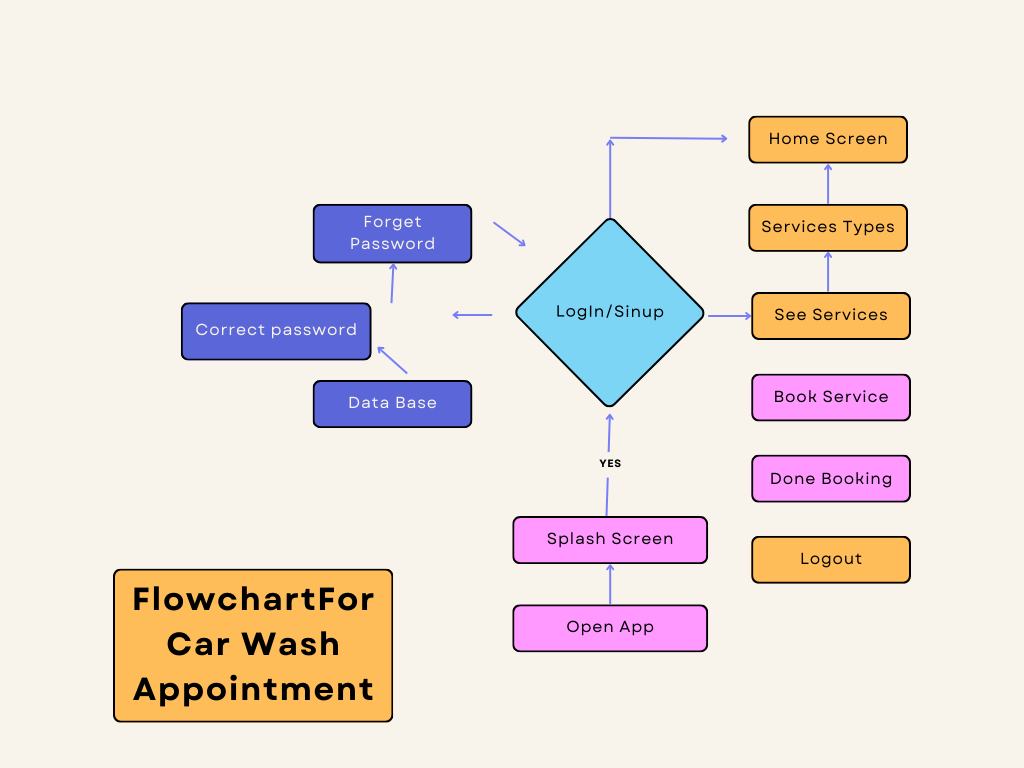 Home Screen
Forget
Password
Services Types
LogIn/Sinup
See Services
Correct password
Data Base
Book Service
YES
Done Booking
Splash Screen
Logout
Open App
FlowchartFor
Car Wash
Appointment